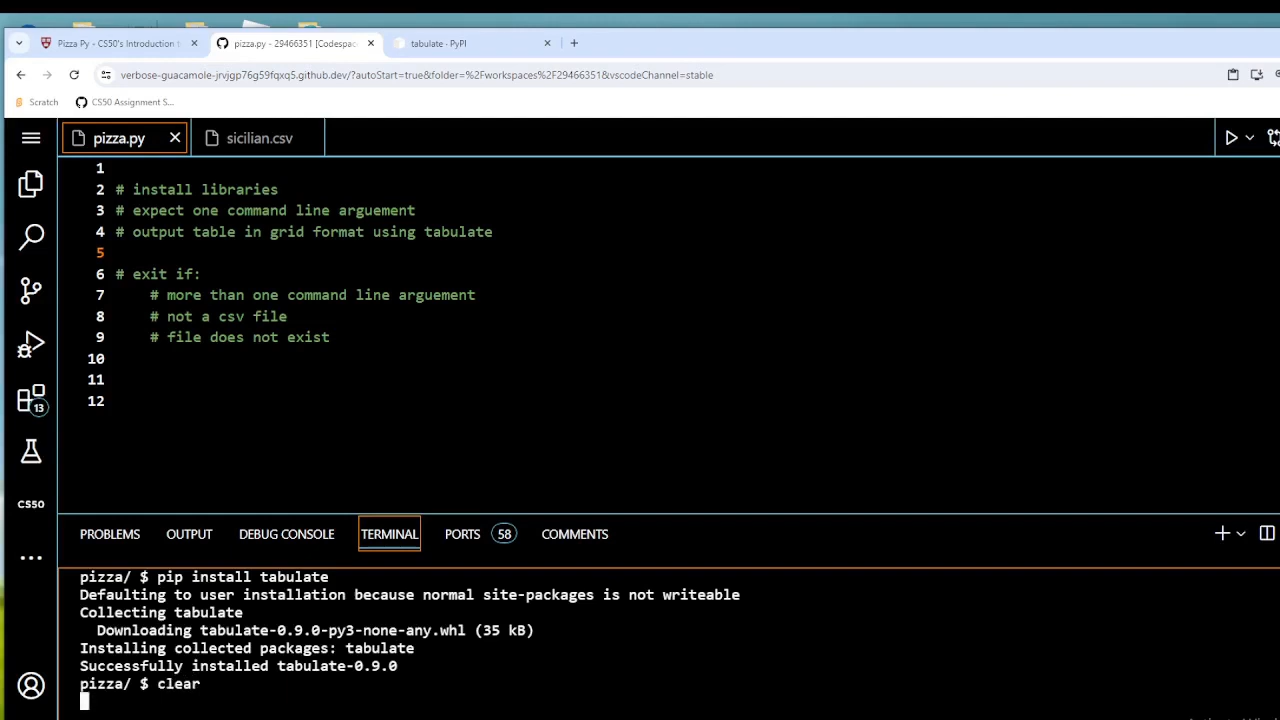 Pizza Py - CS50's Introduction
pizza.py - 29466351 [Codespac
tabulate · PyPI
verbose-guacamole-jrvjgp76g59fqxq5.github.dev/?autoStart=true&folder=%2Fworkspaces%2F29466351&vscodeChannel=stable
Scratch
CS50 Assignment S...
pizza.py
sicilian.csv
1
2 # install libraries
3 # expect one command line arguement
4 # output table in grid format using tabulate
5
6 # exit if:
7 # more than one command line arguement
8 # not a csv file
9 # file does not exist
10
11
12
13
CS50
PROBLEMS OUTPUT DEBUG CONSOLE TERMINAL PORTS 58 COMMENTS
pizza/ $ pip install tabulate
Defaulting to user installation because normal site-packages is not writeable
Collecting tabulate
Downloading tabulate-0.9.0-py3-none-any.whl (35 kB)
Installing collected packages: tabulate
Successfully installed tabulate-0.9.0
pizza/ $ clear